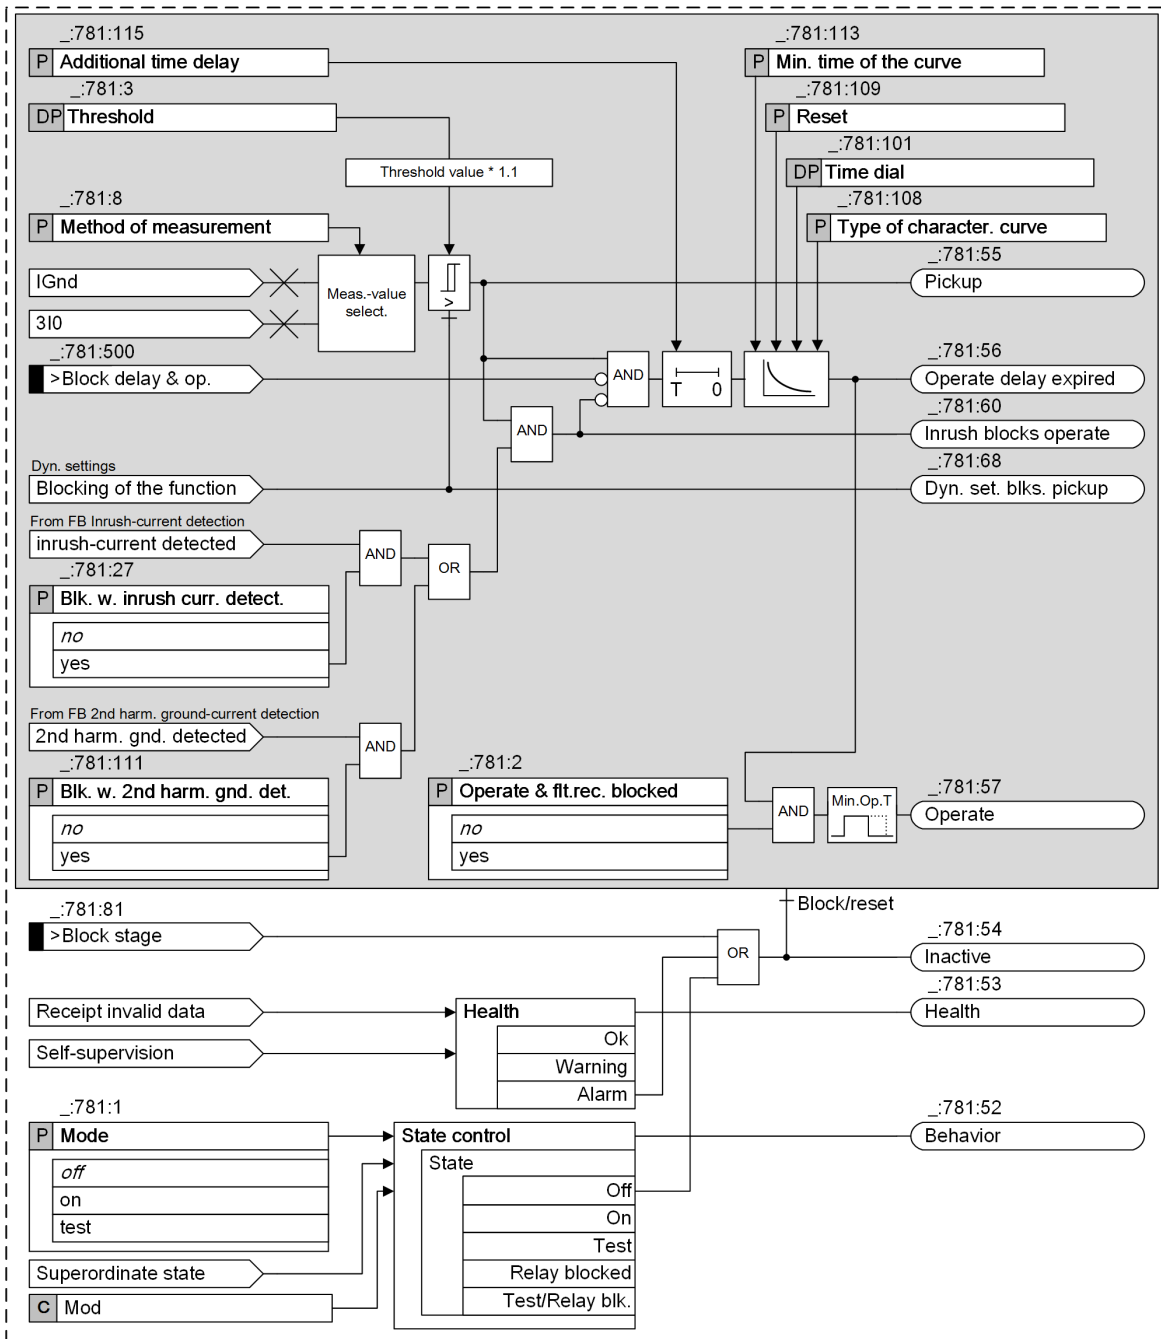 _:781:115
P Additional time delay
_:781:113
P Min. time of the curve
_:781:3
DP Threshold
_:781:109
P Reset
_:781:101
DP Time dial
Threshold value * 1.1
_:781:8
P Method of measurement
_:781:108
P Type of character. curve
_:781:55
IGnd
Meas.-value
select.
>
Pickup
3I0
_:781:500
>Block delay & op.
AND
T 0
_:781:56
Operate delay expired
_:781:60
AND
Inrush blocks operate
_:781:68
Dyn. settings
Blocking of the function
Dyn. set. blks. pickup
From FB Inrush-current detection
inrush-current detected
AND
OR
_:781:27
P Blk. w. inrush curr. detect.
no
yes
From FB 2nd harm. ground-current detection
2nd harm. gnd. detected
AND
_:781:111
P Blk. w. 2nd harm. gnd. det.
no
yes
_:781:2
P Operate & flt.rec. blocked
no
yes
AND
Min.Op.T
_:781:57
Operate
Block/reset
_:781:81
>Block stage
OR
_:781:54
Inactive
_:781:53
Receipt invalid data
Health
Ok
Warning
Alarm
Health
Self-supervision
_:781:1
P Mode
off
on
test
State control
State
Off
On
Test
Relay blocked
Test/Relay blk.
_:781:52
Behavior
Superordinate state
C Mod